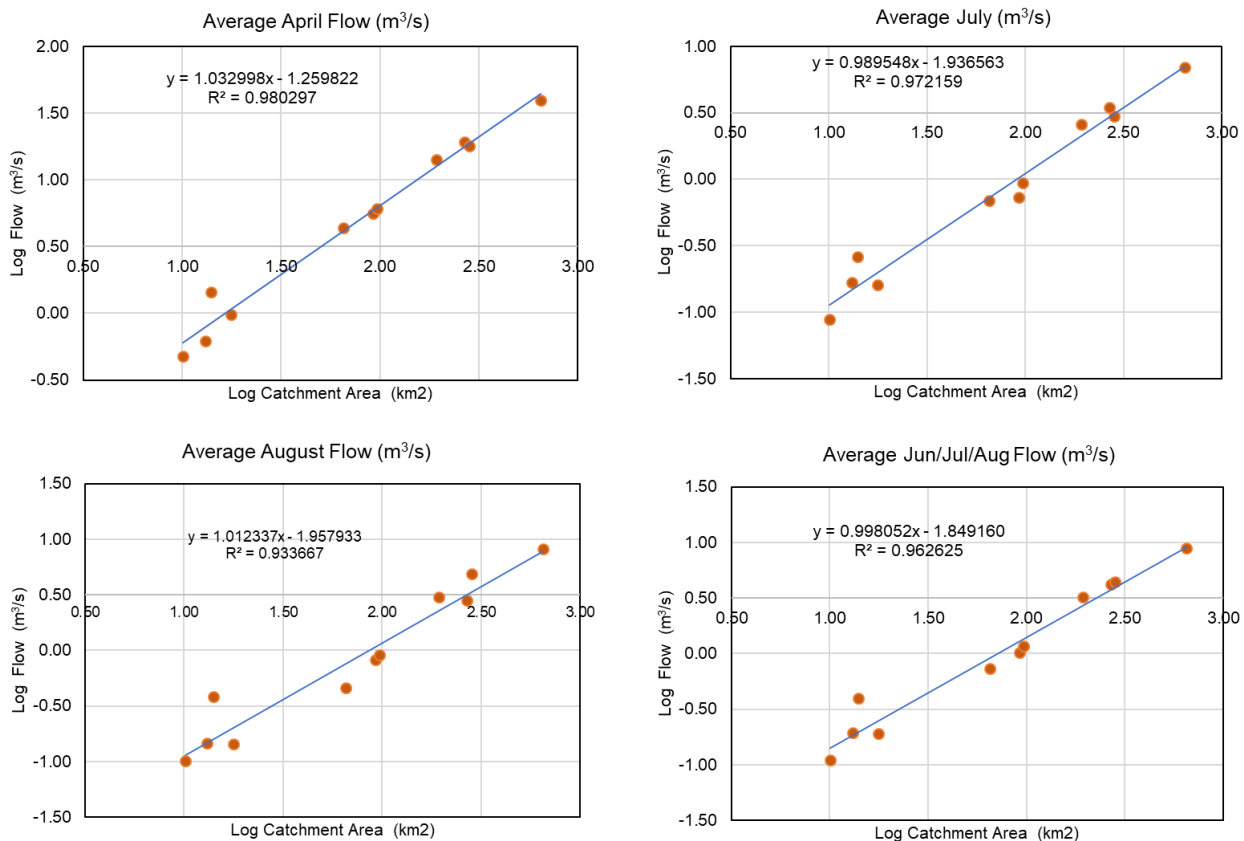 Average April Flow (m³/s)
y = 1.032998x - 1.259822
R² = 0.980297
2.00
1.50
1.00
0.50
0.00
-0.50
0.50 1.00 1.50 2.00 2.50 3.00
Log Flow (m³/s)
Log Catchment Area (km2)
Average July (m³/s)
y = 0.989548x - 1.936563
R² = 0.972159
1.00
0.50
0.00
-0.50
-1.00
-1.50
0.50 1.00 1.50 2.00 2.50 3.00
Log Flow (m³/s)
Log Catchment Area (km2)
Average August Flow (m³/s)
y = 1.012337x - 1.957933
R² = 0.933667
1.50
1.00
0.50
0.00
-0.50
-1.00
-1.50
0.50 1.00 1.50 2.00 2.50 3.00
Log Flow (m³/s)
Log Catchment Area (km2)
Average Jun/Jul/Aug Flow (m³/s)
y = 0.998052x - 1.849160
R² = 0.962625
1.50
1.00
0.50
0.00
-0.50
-1.00
-1.50
0.50 1.00 1.50 2.00 2.50 3.00
Log Flow (m³/s)
Log Catchment Area (km2)